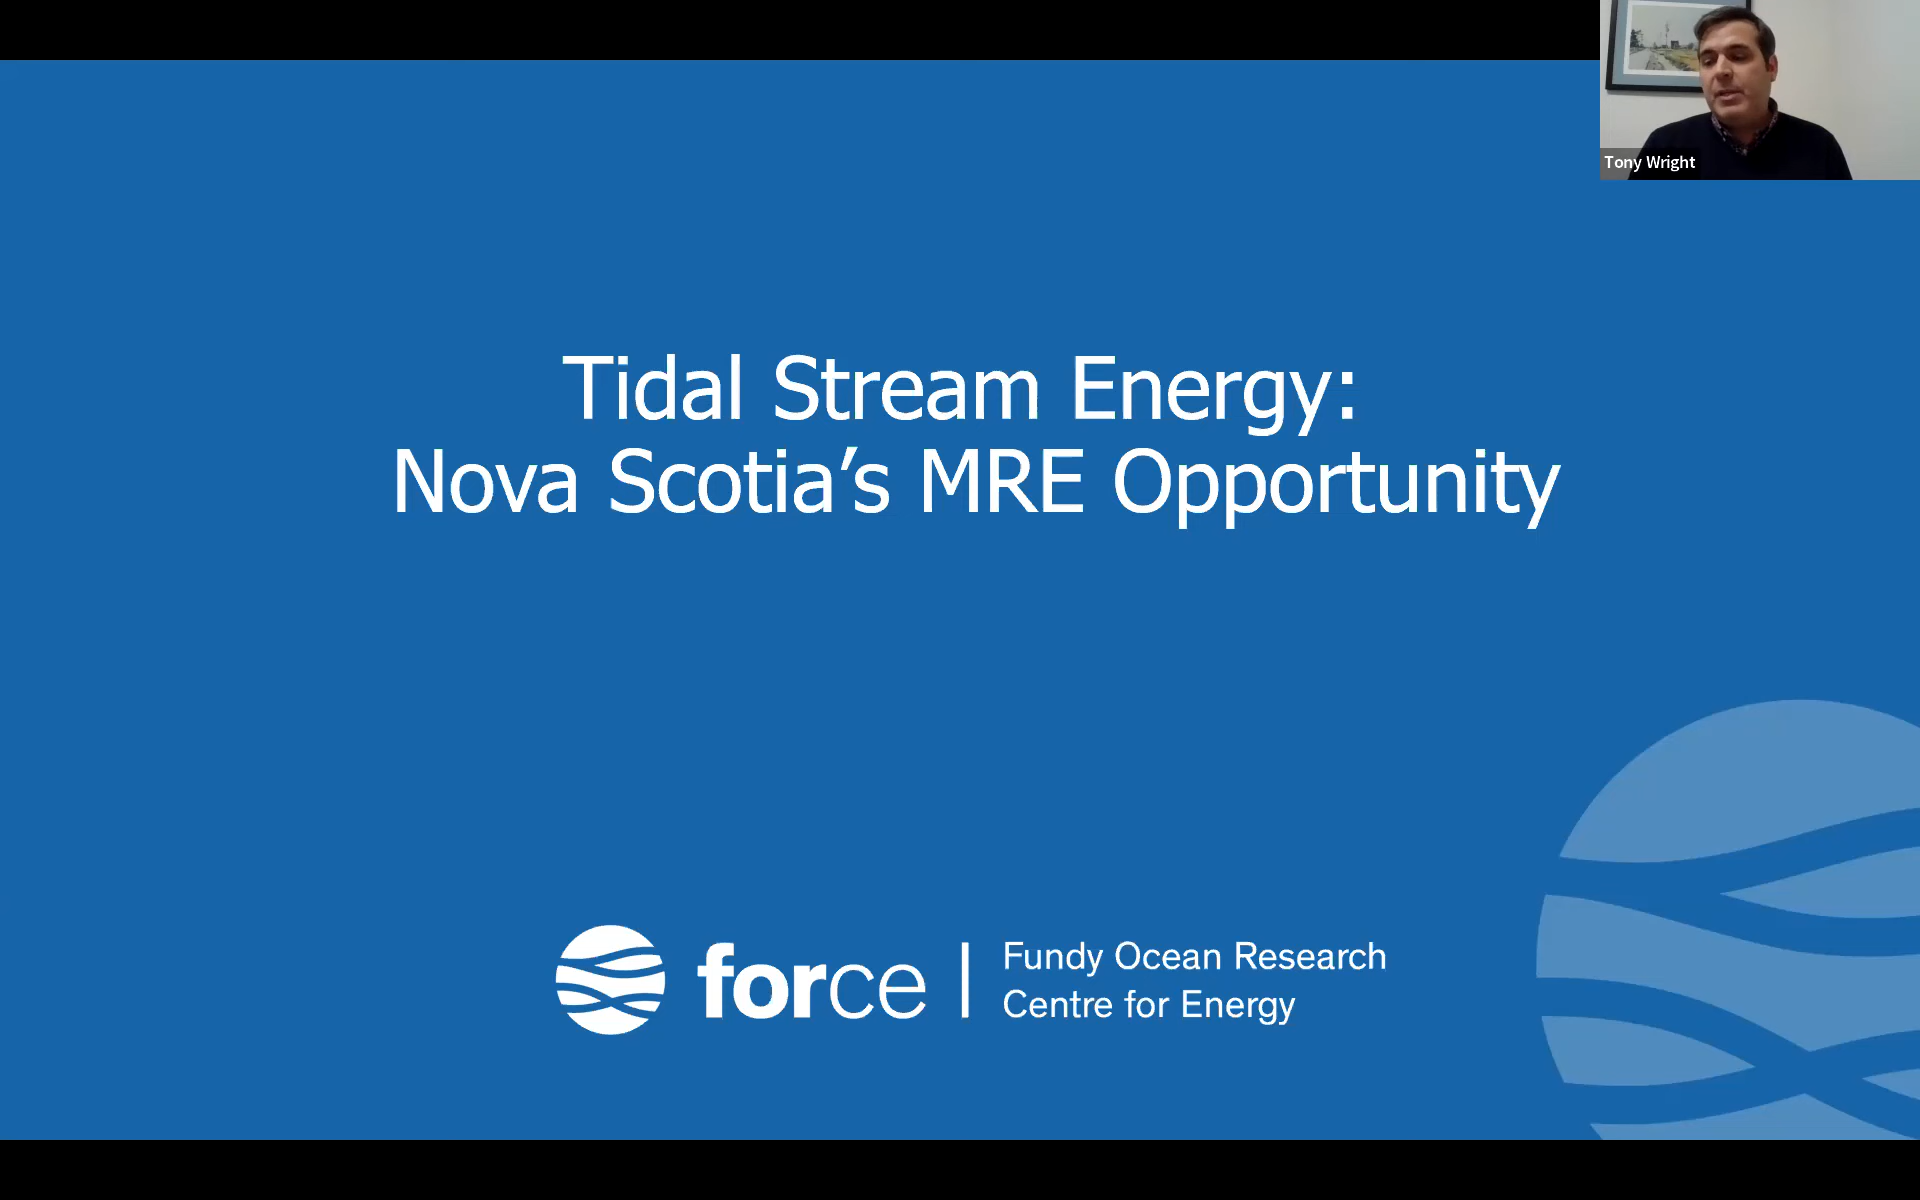 Tony Wright
Tidal Stream Energy:
Nova Scotia’s MRE Opportunity
force
Fundy Ocean Research
Centre for Energy